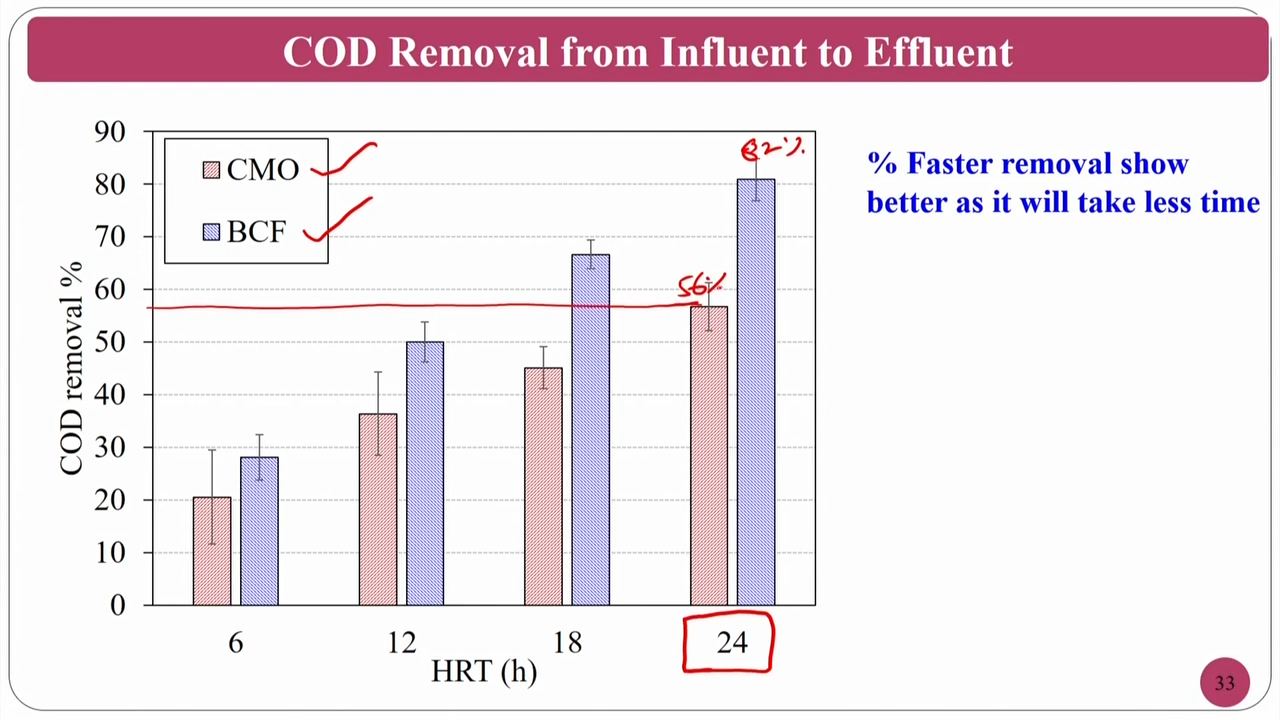 COD Removal from Influent to Effluent
90
80
70
60
50
40
30
20
10
0
COD removal %
CMO
BCF
82%
56%
6
12
18
24
HRT (h)
% Faster removal show
better as it will take less time
33